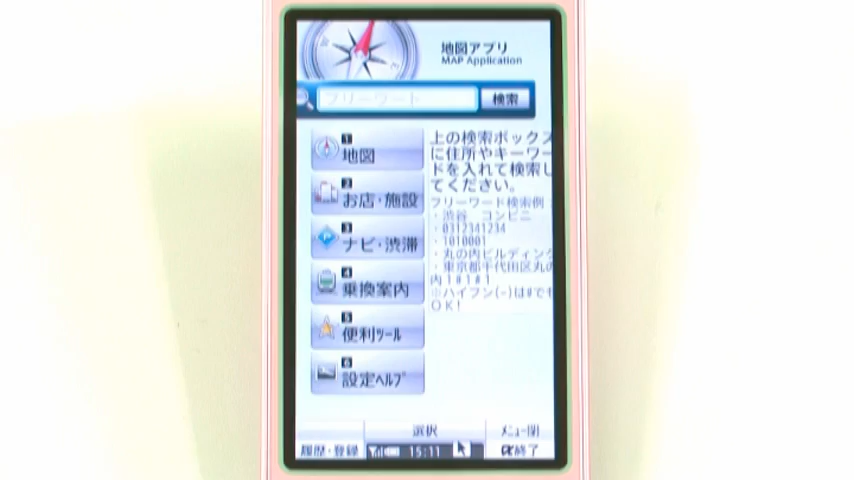 地図アプリ
MAP Application
フリーワード
検索
1
地図
2
お店・施設
3
ナビ・渋滞
4
乗換案内
5
便利ツール
6
設定ヘルプ
上の検索ボックス
に住所やキーワー
ドを入れて検索し
てください。
フリーワード検索例:
・渋谷 コンビニ
・0312341234
・1010001
・丸の内ビルディング
・東京都千代田区丸の
内1#1#1
※ハイフン(-)は#でも
OK!
選択
メニュー閉
履歴・登録
15:11
終了